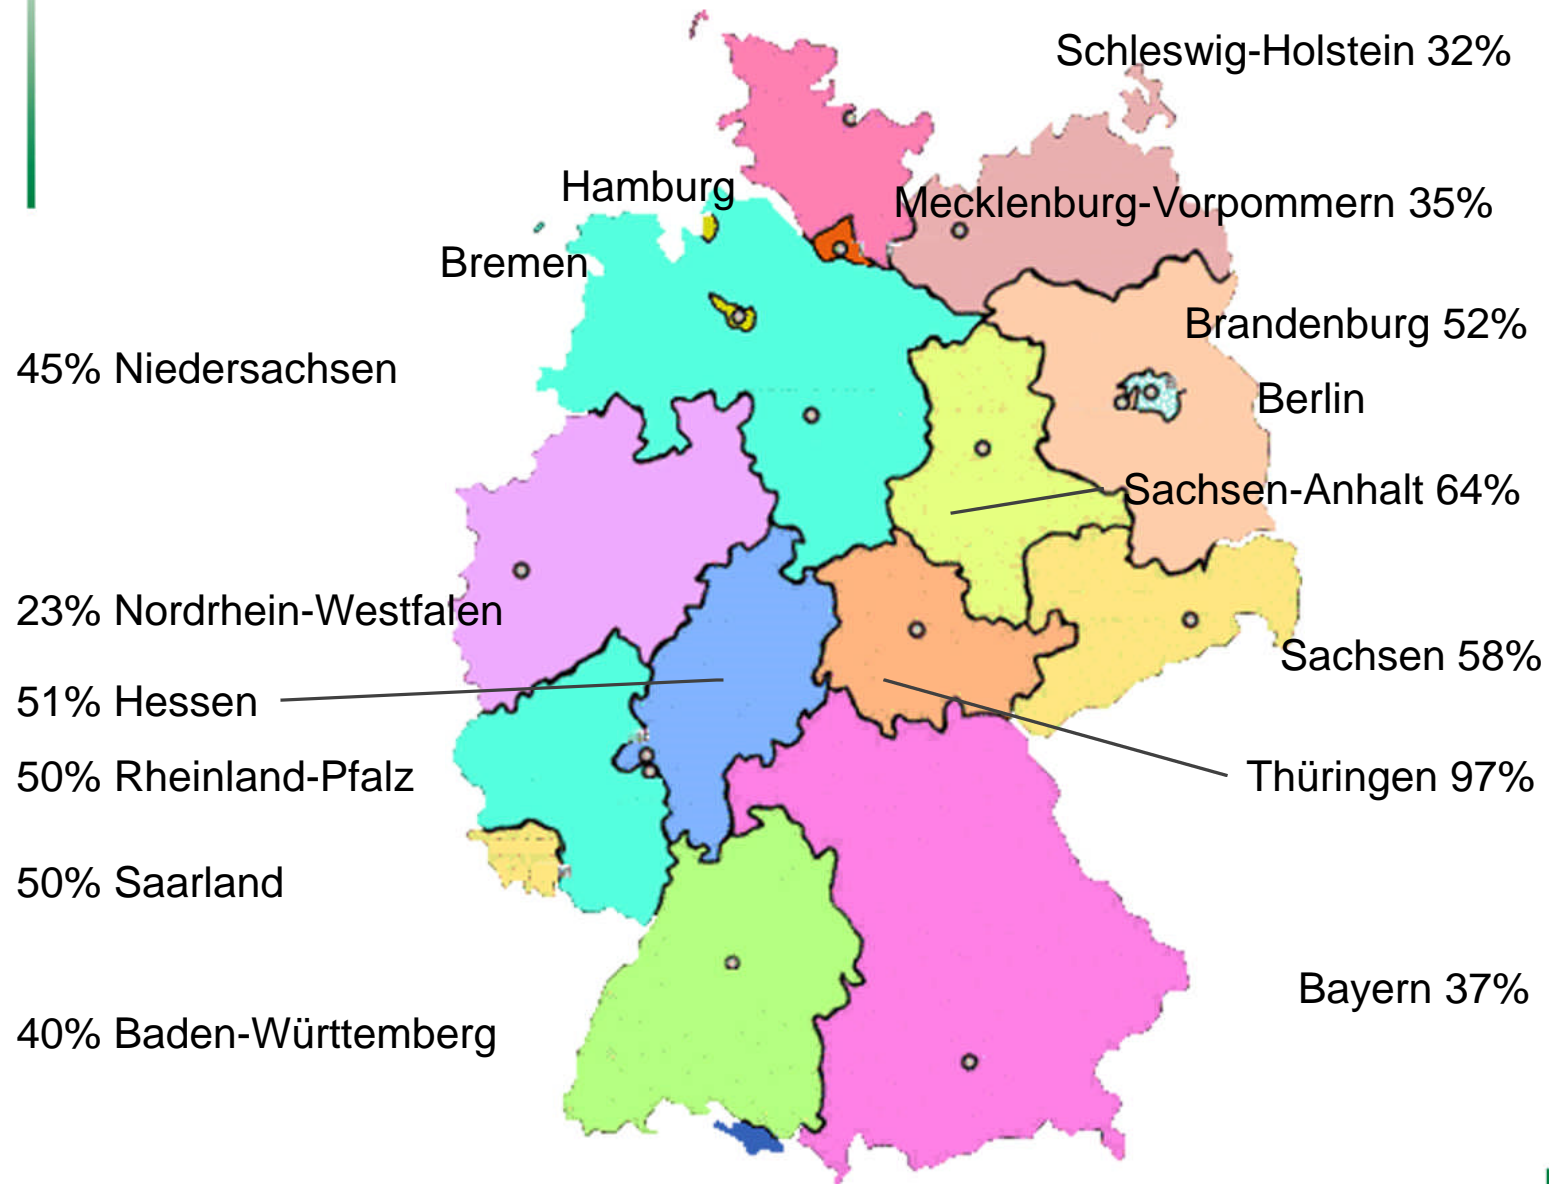 Schleswig-Holstein 32%
Hamburg
Mecklenburg-Vorpommern 35%
Bremen
Brandenburg 52%
45% Niedersachsen
Berlin
Sachsen-Anhalt 64%
23% Nordrhein-Westfalen
Sachsen 58%
51% Hessen
50% Rheinland-Pfalz
Thüringen 97%
50% Saarland
Bayern 37%
40% Baden-Württemberg